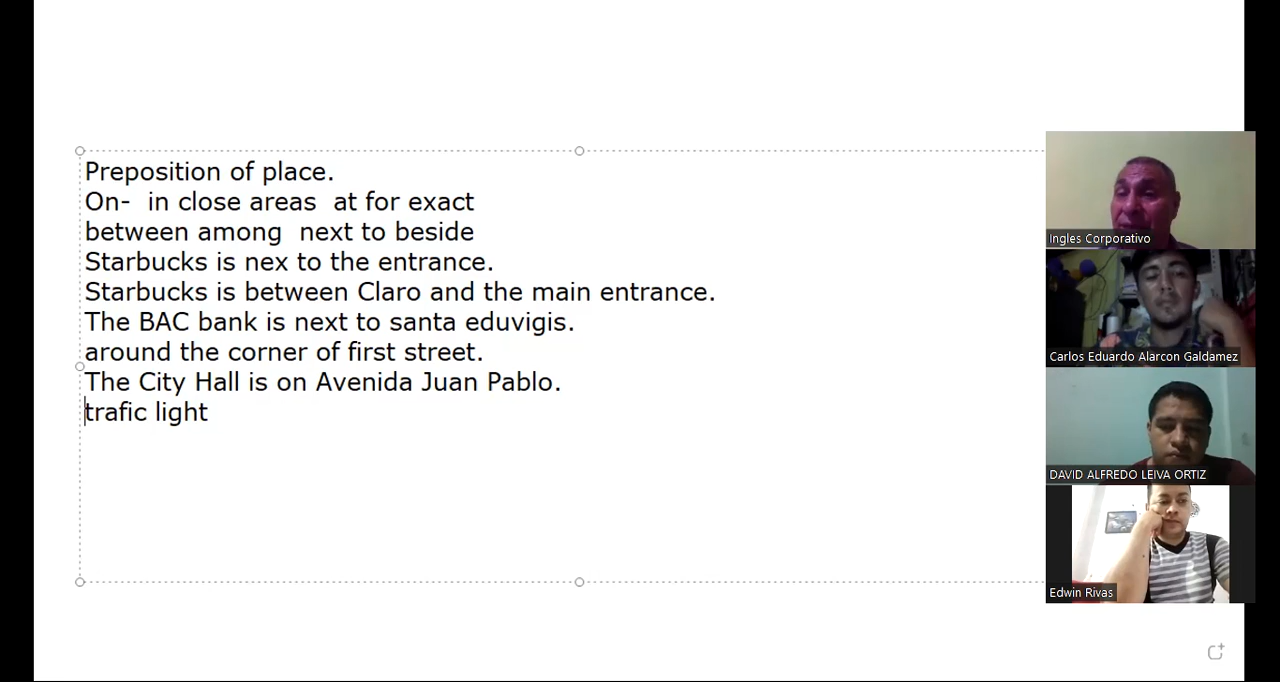 Preposition of place.
On-  in close areas  at for exact
between among  next to beside
Starbucks is nex to the entrance.
Starbucks is between Claro and the main entrance.
The BAC bank is next to santa eduvigis.
around the corner of first street.
The City Hall is on Avenida Juan Pablo.
trafic light
Ingles Corporativo
Carlos Eduardo Alarcon Galdamez
DAVID ALFREDO LEIVA ORTIZ
Edwin Rivas